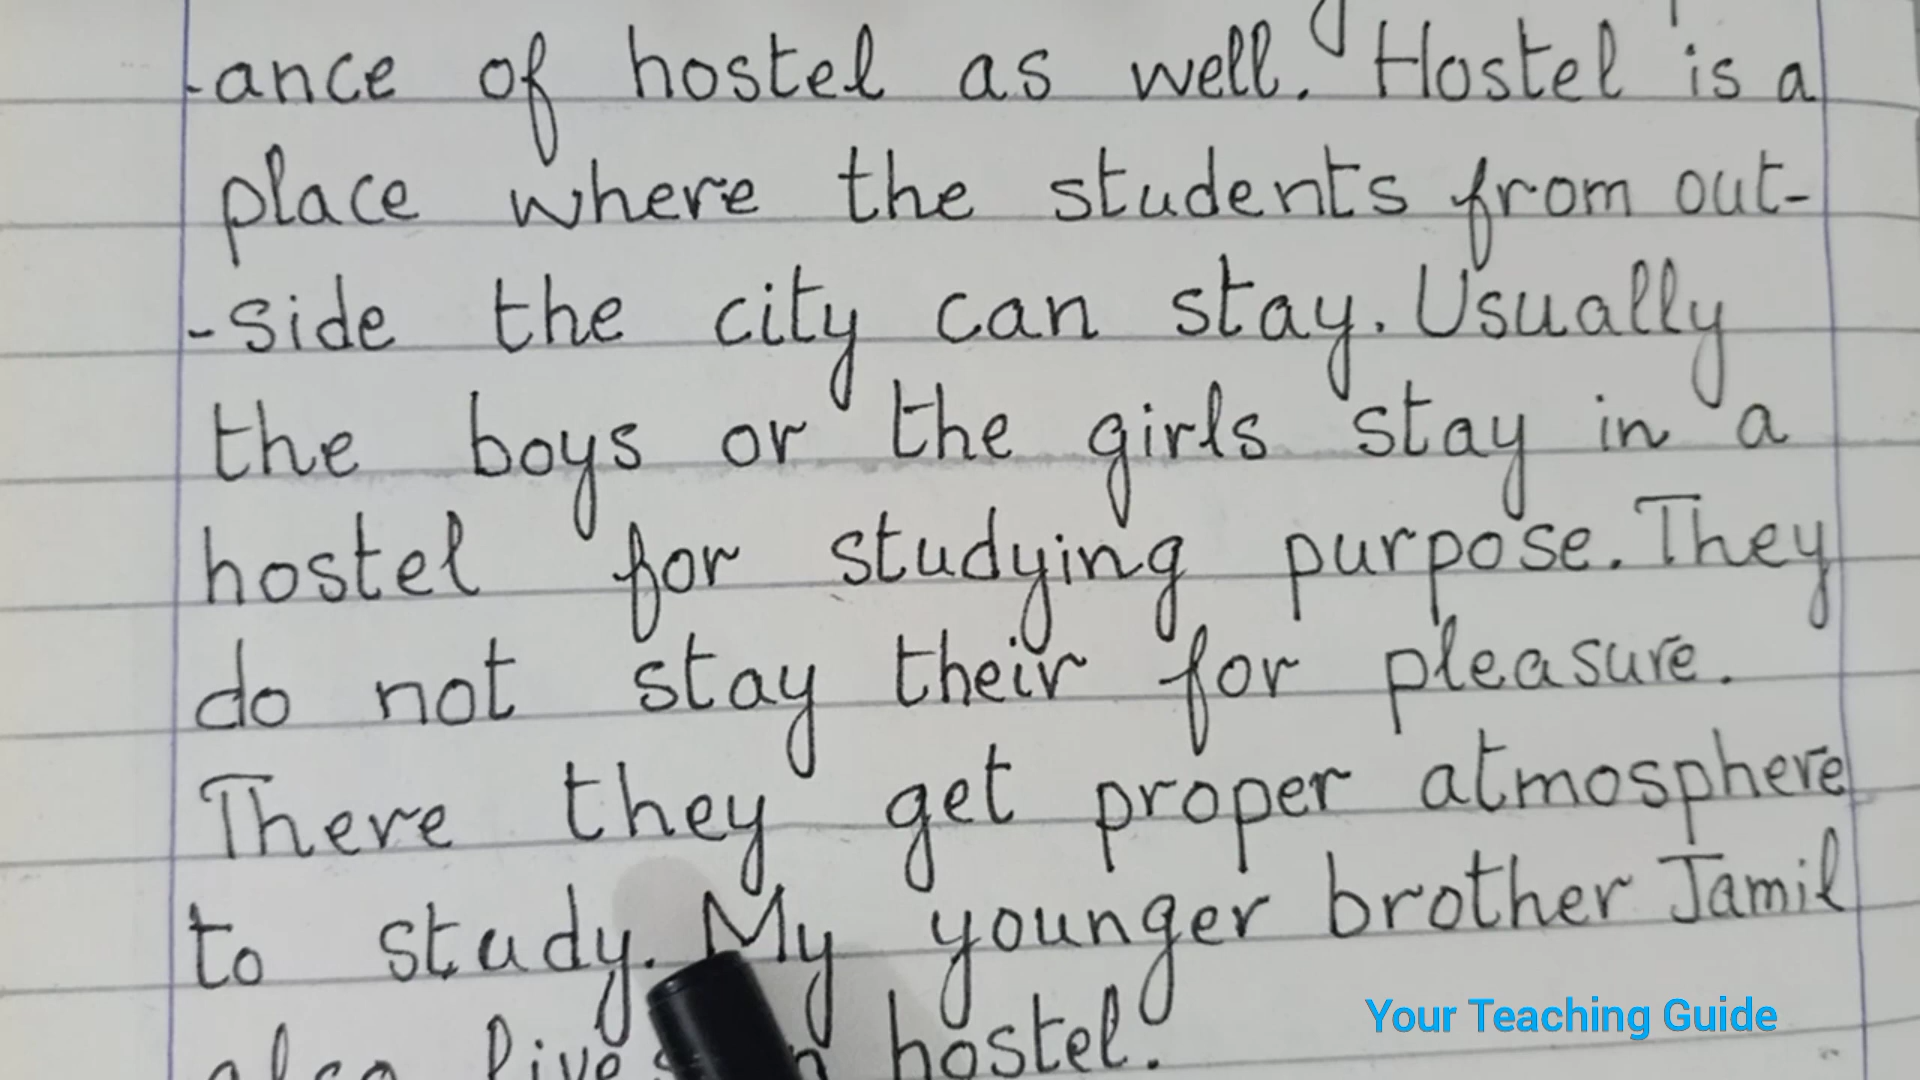 -ance of hostel as well. Hostel is a
place where the students from out-
-side the city can stay. Usually
the boys or the girls stay in a
hostel for studying purpose. They
do not stay their for pleasure.
There they get proper atmosphere
to study. My younger brother Jamil
also lives hostel.
Your Teaching Guide